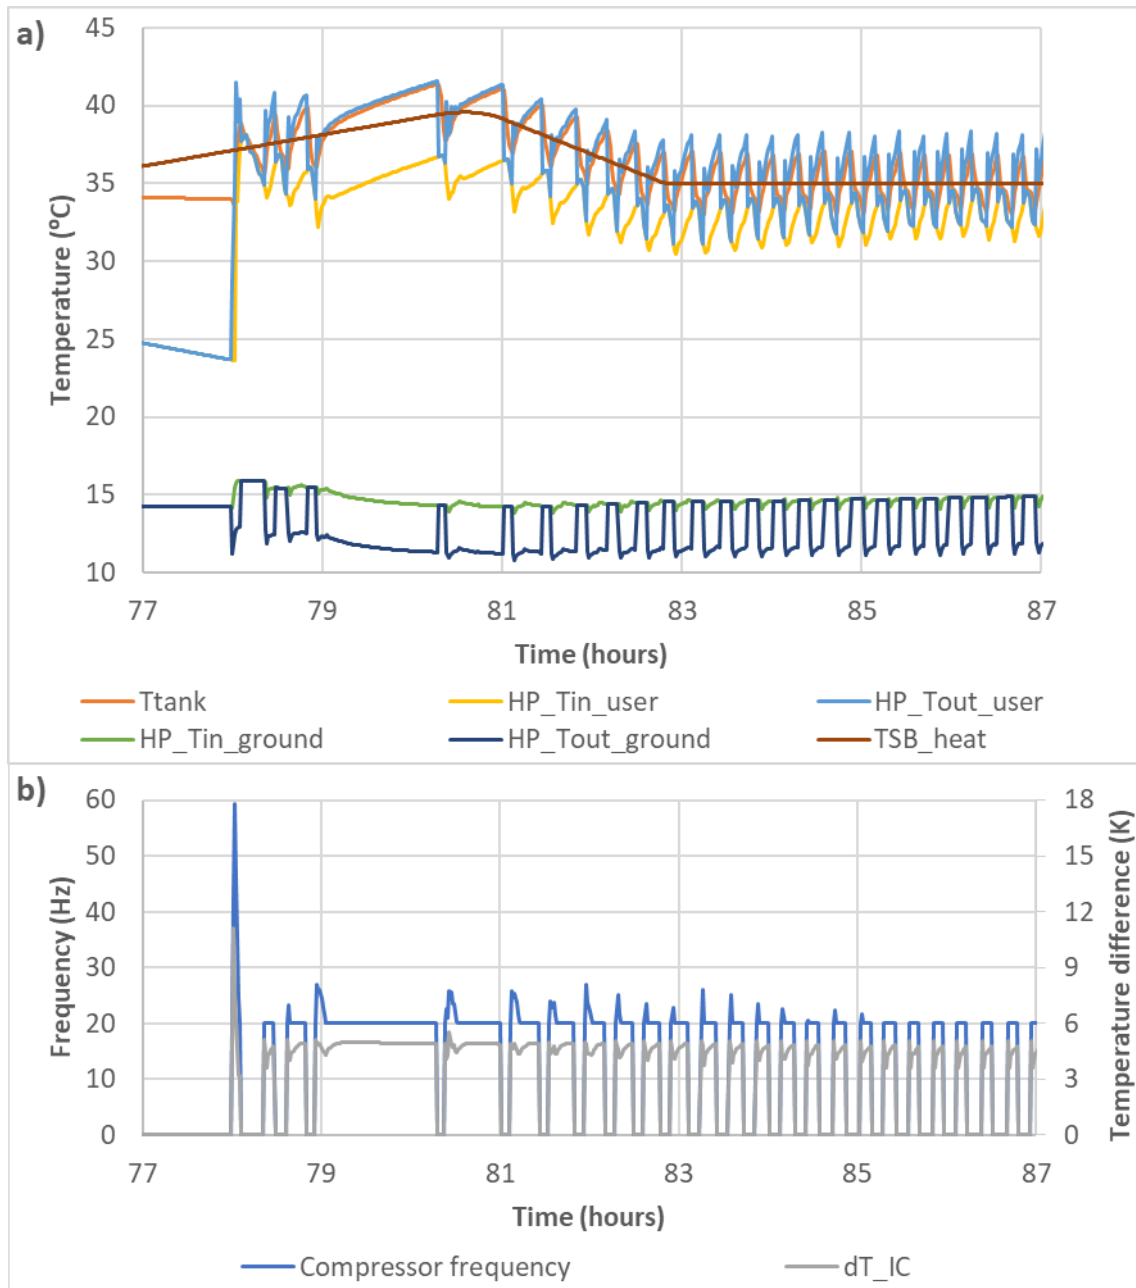 a)
45
40
35
30
25
20
15
10
Temperature (°C)
77 79 81 83 85 87
Time (hours)
Ttank HP_Tin_user HP_Tout_user
HP_Tin_ground HP_Tout_ground TSB_heat
b)
60 18
50 15
40 12
30 9
20 6
10 3
0 0
Frequency (Hz)
Temperature difference (K)
77 79 81 83 85 87
Time (hours)
Compressor frequency dT_IC